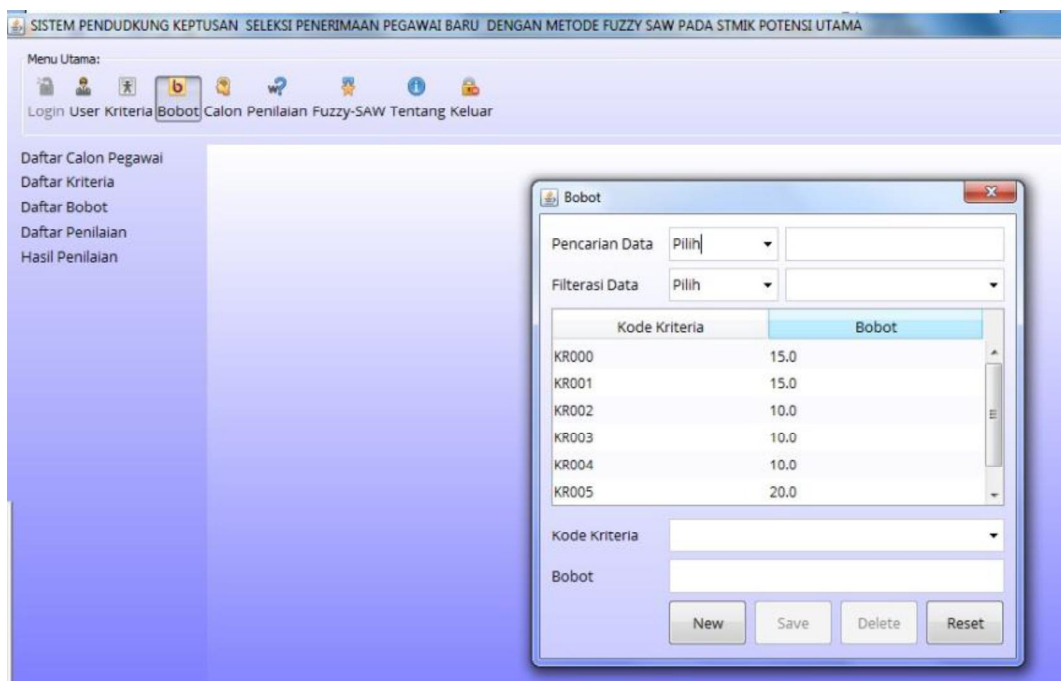 SISTEM PENDUDKUNG KEPTUSAN SELEKSI PENERIMAAN PEGAWAI BARU DENGAN METODE FUZZY SAW PADA STMIK POTENSI UTAMA
Menu Utama:
Login User Kriteria Bobot Calon Penilaian Fuzzy-SAW Tentang Keluar
Daftar Calon Pegawai
Daftar Kriteria
Daftar Bobot
Daftar Penilaian
Hasil Penilaian
Bobot
Pencarian Data Pilih
Filterasi Data Pilih
Kode Kriteria Bobot
KR000 15.0
KR001 15.0
KR002 10.0
KR003 10.0
KR004 10.0
KR005 20.0
Kode Kriteria
Bobot
New Save Delete Reset